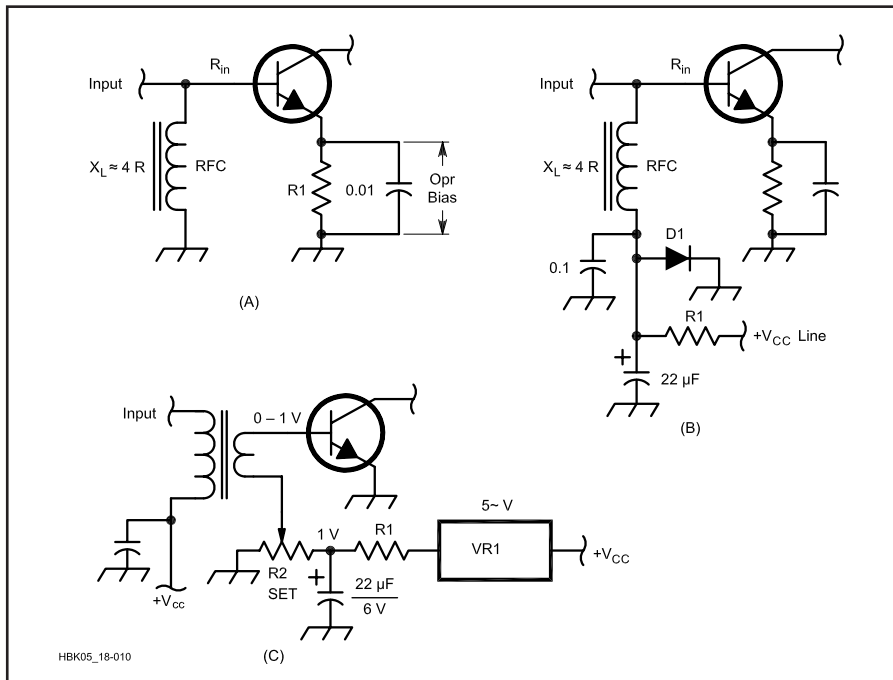 Input
R_in
X_L ≈ 4 R
RFC
R1
0.01
Opr
Bias
(A)
Input
R_in
X_L ≈ 4 R
RFC
D1
0.1
R1
+V_CC Line
+
22 µF
(B)
Input
0 – 1 V
5~ V
1 V
R1
VR1
+V_CC
R2
SET
+
22 µF
6 V
+V_cc
(C)
HBK05_18-010